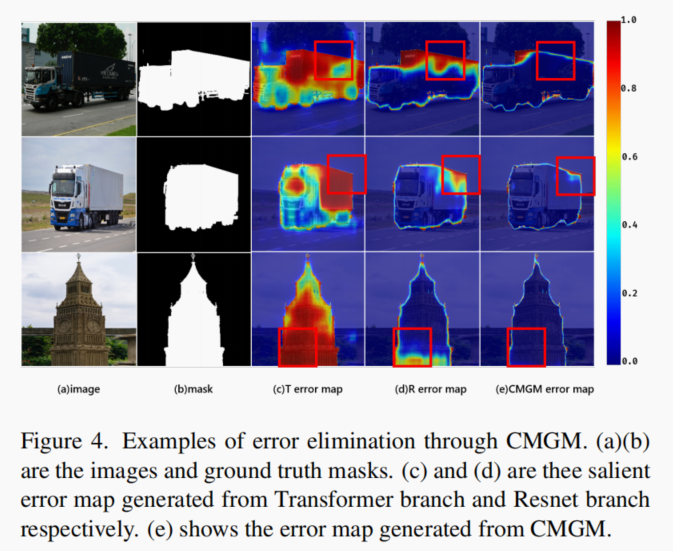 1.0
0.8
0.6
0.4
0.2
0.0
(a)image (b)mask (c)T error map (d)R error map (e)CMGM error map
Figure 4. Examples of error elimination through CMGM. (a)(b)
are the images and ground truth masks. (c) and (d) are thee salient
error map generated from Transformer branch and Resnet branch
respectively. (e) shows the error map generated from CMGM.